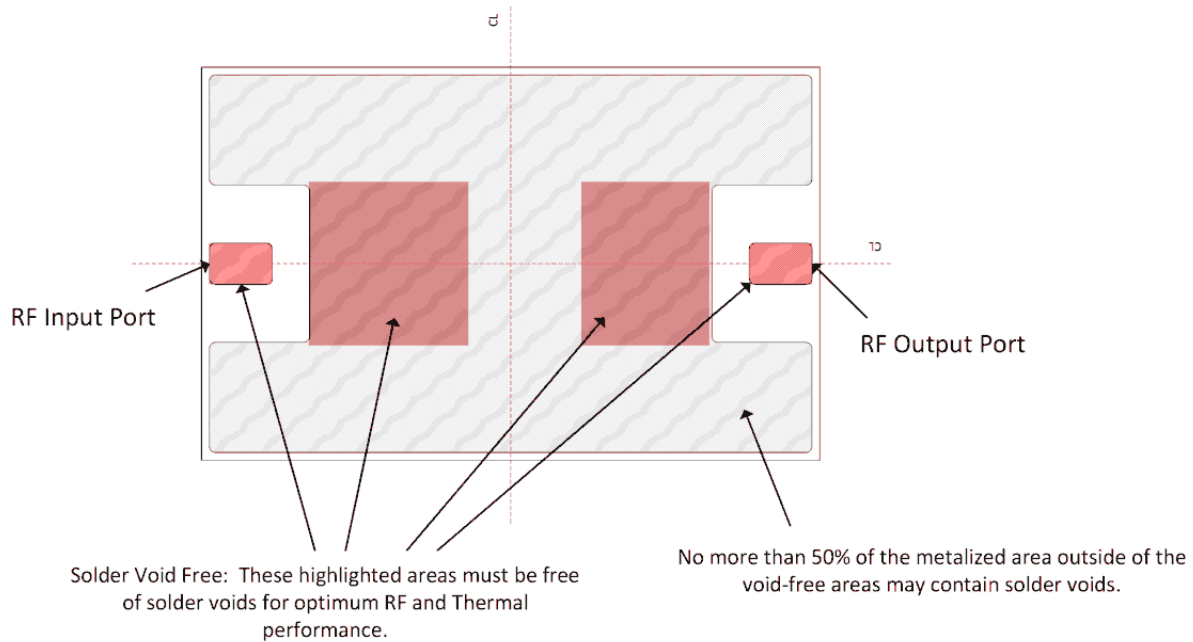 CL
CL
RF Input Port
RF Output Port
Solder Void Free: These highlighted areas must be free
of solder voids for optimum RF and Thermal
performance.
No more than 50% of the metalized area outside of the
void-free areas may contain solder voids.